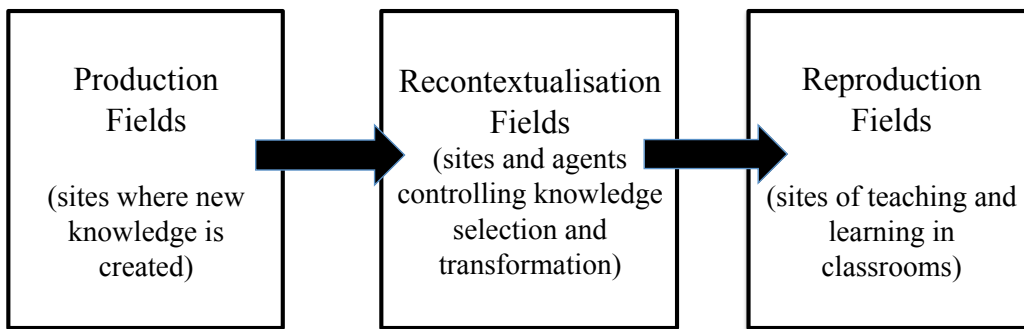 Production
Fields
(sites where new
knowledge is
created)
Recontextualisation
Fields
(sites and agents
controlling knowledge
selection and
transformation)
Reproduction
Fields
(sites of teaching and
learning in
classrooms)